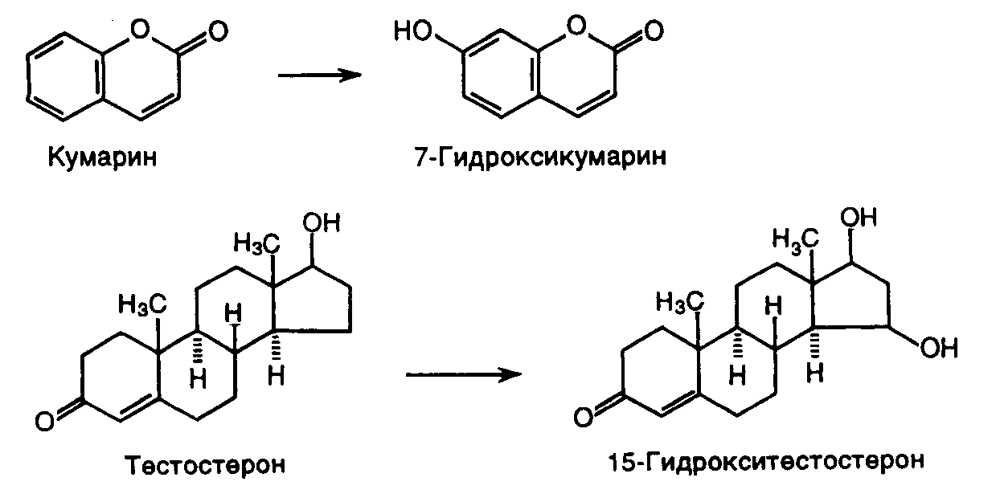 O O HO O O
Кумарин 7-Гидроксикумарин
OH OH
H₃C H₃C
H₃C H H₃C H
H H H H OH
O O
Тестостерон 15-Гидрокситестостерон